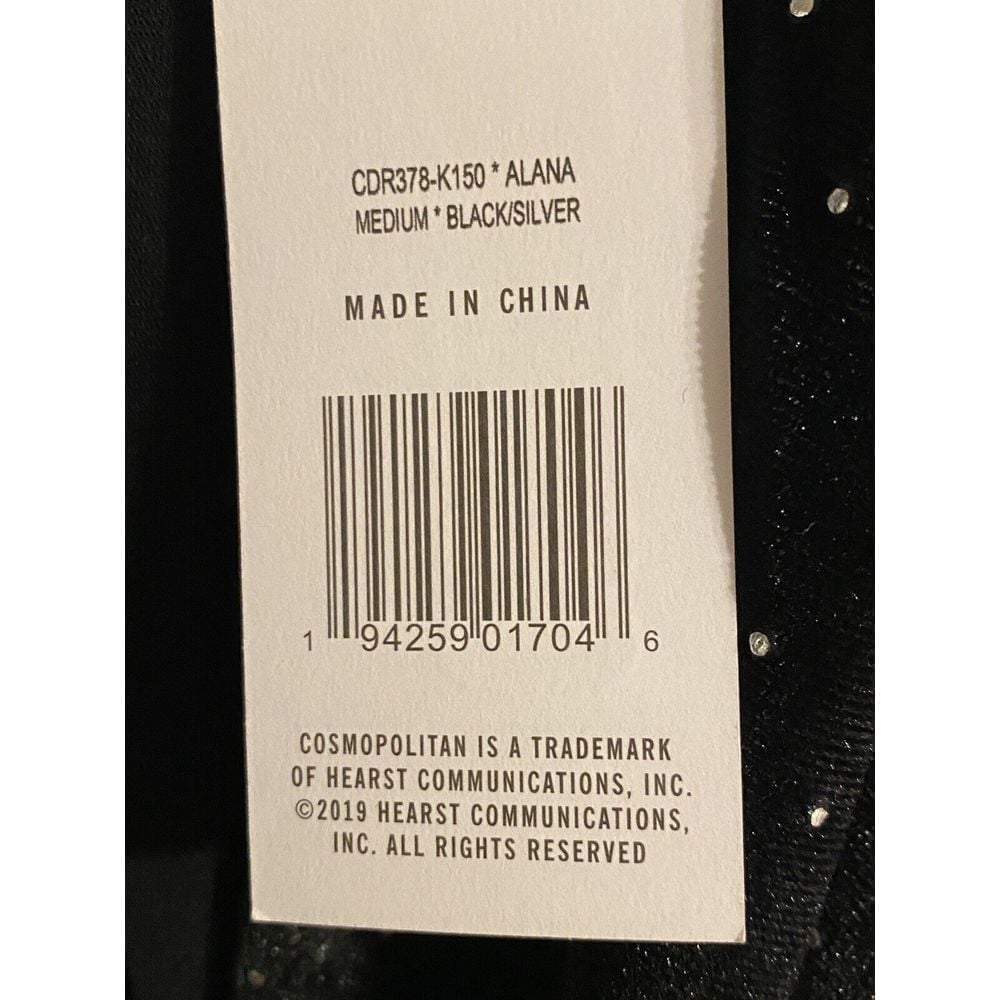 CDR378-K150 * ALANA
MEDIUM * BLACK/SILVER
MADE IN CHINA
1 94259 01704 6
COSMOPOLITAN IS A TRADEMARK
OF HEARST COMMUNICATIONS, INC.
©2019 HEARST COMMUNICATIONS,
INC. ALL RIGHTS RESERVED